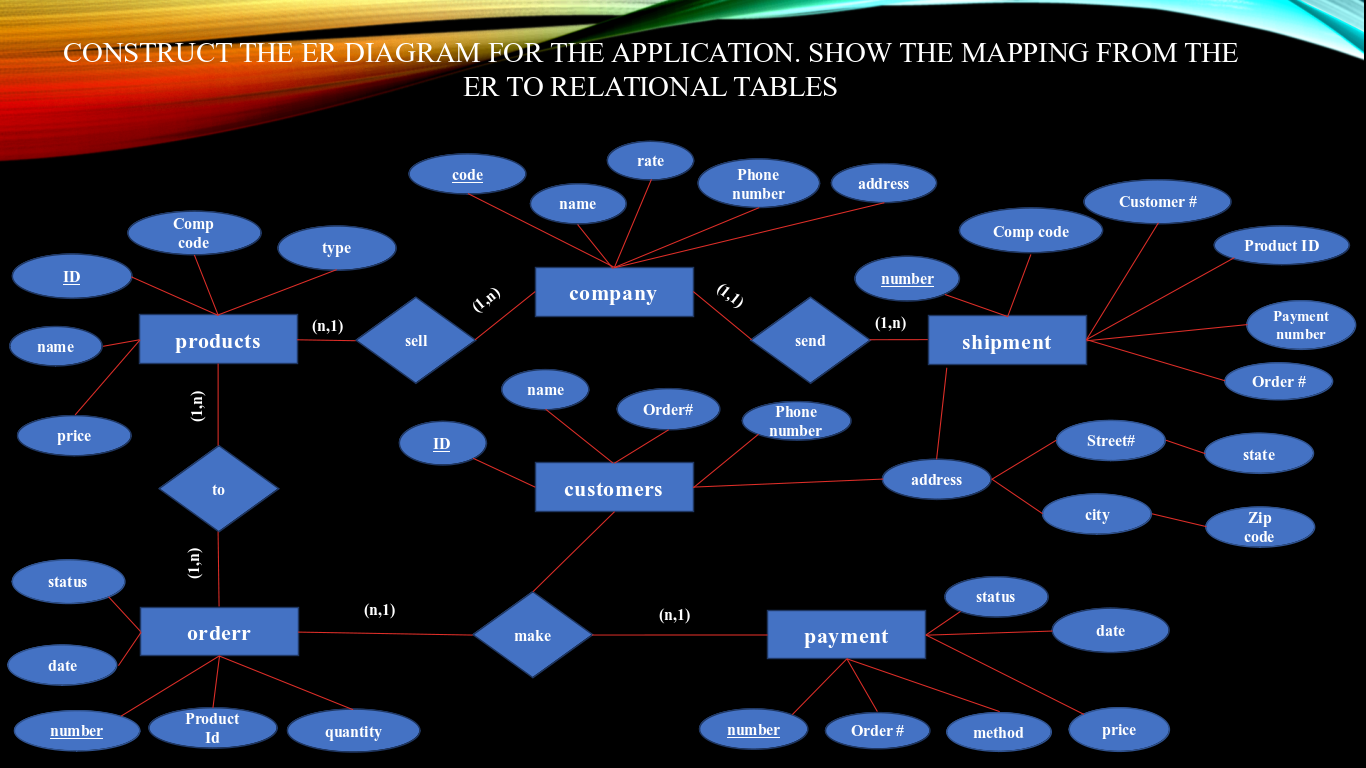 CONSTRUCT THE ER DIAGRAM FOR THE APPLICATION. SHOW THE MAPPING FROM THE
ER TO RELATIONAL TABLES
code
name
rate
Phone
number
address
company
ID
Comp
code
type
name
price
products
(n,1)
sell
(1,n)
(1,1)
send
(1,n)
number
Comp code
Customer #
Product ID
Payment
number
Order #
shipment
(1,n)
to
(1,n)
ID
name
Order#
Phone
number
customers
address
Street#
state
city
Zip
code
status
date
number
Product
Id
quantity
orderr
(n,1)
make
(n,1)
payment
status
date
number
Order #
method
price